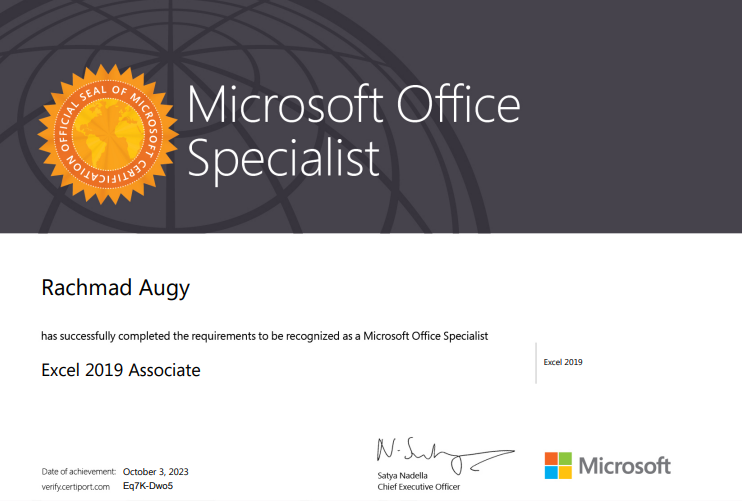 OFFICIAL SEAL OF MICROSOFT CERTIFICATION
Microsoft Office
Specialist
Rachmad Augy
has successfully completed the requirements to be recognized as a Microsoft Office Specialist
Excel 2019 Associate
Excel 2019
Date of achievement: October 3, 2023
verify.certiport.com Eq7K-Dwo5
N. S
Satya Nadella
Chief Executive Officer
Microsoft